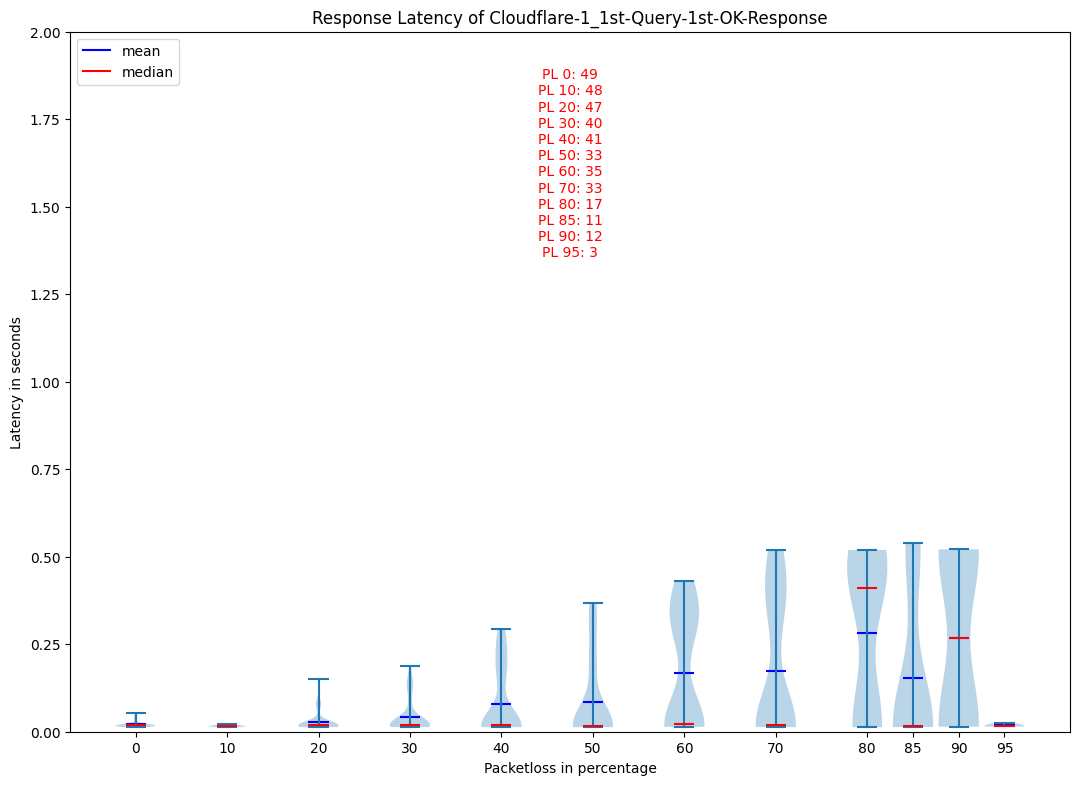 Response Latency of Cloudflare-1_1st-Query-1st-OK-Response
2.00
mean
median
PL 0: 49
PL 10: 48
PL 20: 47
PL 30: 40
PL 40: 41
PL 50: 33
PL 60: 35
PL 70: 33
PL 80: 17
PL 85: 11
PL 90: 12
PL 95: 3
1.75
1.50
1.25
1.00
0.75
0.50
0.25
0.00
Latency in seconds
0 10 20 30 40 50 60 70 80 85 90 95
Packetloss in percentage